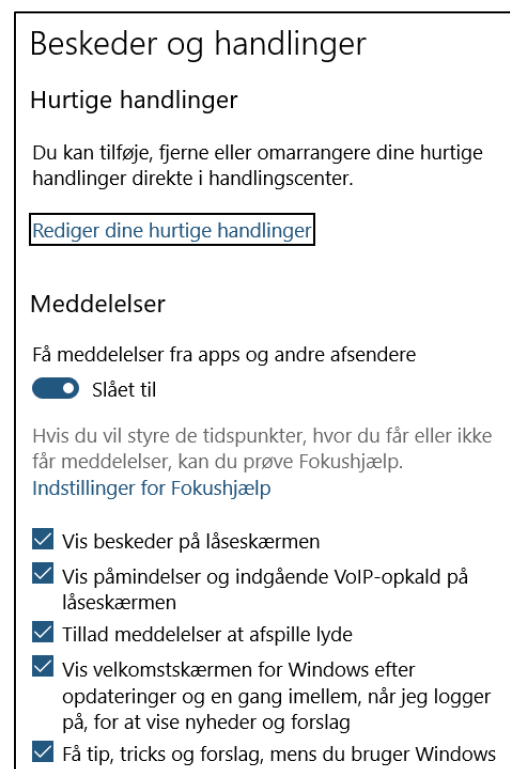 Beskeder og handlinger
Hurtige handlinger
Du kan tilføje, fjerne eller omarrangere dine hurtige
handlinger direkte i handlingscenter.
Rediger dine hurtige handlinger
Meddelelser
Få meddelelser fra apps og andre afsendere
Slået til
Hvis du vil styre de tidspunkter, hvor du får eller ikke
får meddelelser, kan du prøve Fokushjælp.
Indstillinger for Fokushjælp
Vis beskeder på låseskærmen
Vis påmindelser og indgående VoIP-opkald på
låseskærmen
Tillad meddelelser at afspille lyde
Vis velkomstskærmen for Windows efter
opdateringer og en gang imellem, når jeg logger
på, for at vise nyheder og forslag
Få tip, tricks og forslag, mens du bruger Windows